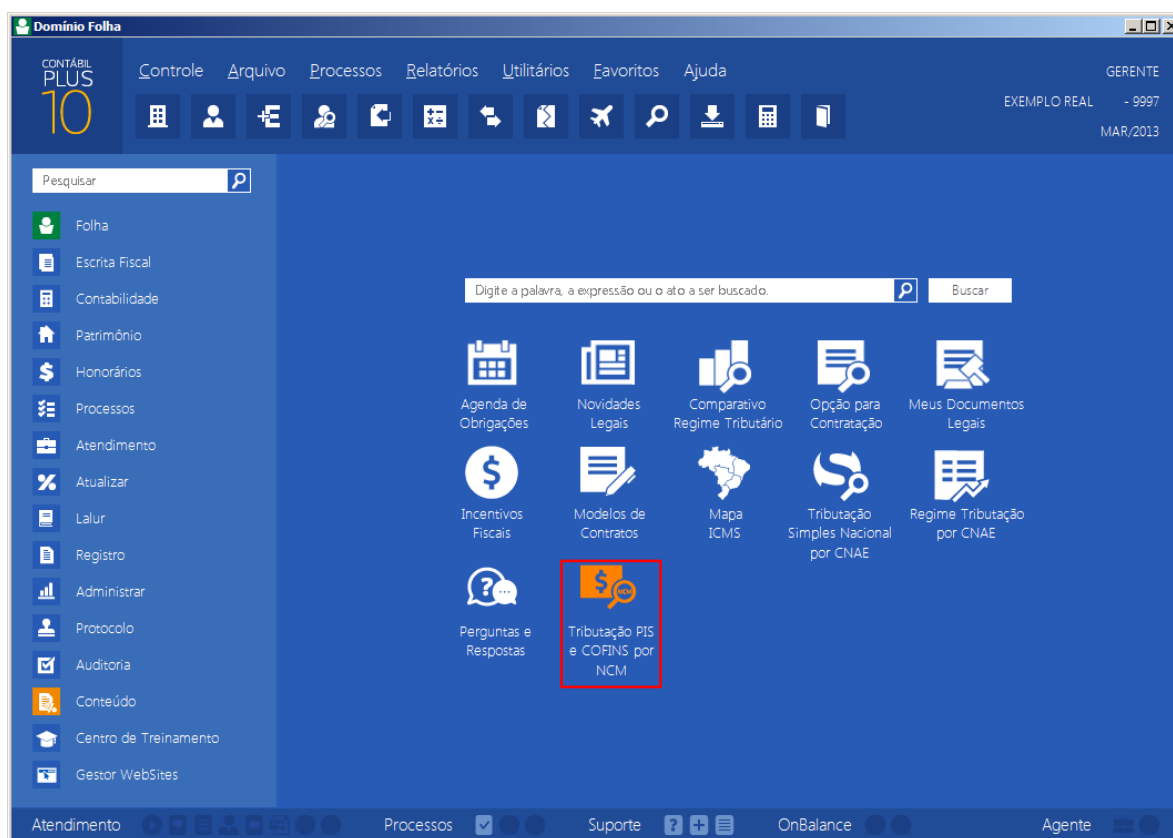 Domínio Folha
CONTÁBIL
PLUS
10
Controle Arquivo Processos Relatórios Utilitários Favoritos Ajuda
GERENTE
EXEMPLO REAL - 9997
MAR/2013
Pesquisar
Folha
Escrita Fiscal
Contabilidade
Patrimônio
Honorários
Processos
Atendimento
Atualizar
Lalur
Registro
Administrar
Protocolo
Auditoria
Conteúdo
Centro de Treinamento
Gestor WebSites
Digite a palavra, a expressão ou o ato a ser buscado.
Buscar
Agenda de
Obrigações
Novidades
Legais
Comparativo
Regime Tributário
Opção para
Contratação
Meus Documentos
Legais
Incentivos
Fiscais
Modelos de
Contratos
Mapa
ICMS
Tributação
Simples Nacional
por CNAE
Regime Tributação
por CNAE
Perguntas e
Respostas
NCM
Tributação PIS
e COFINS por
NCM
Atendimento Processos Suporte OnBalance Agente